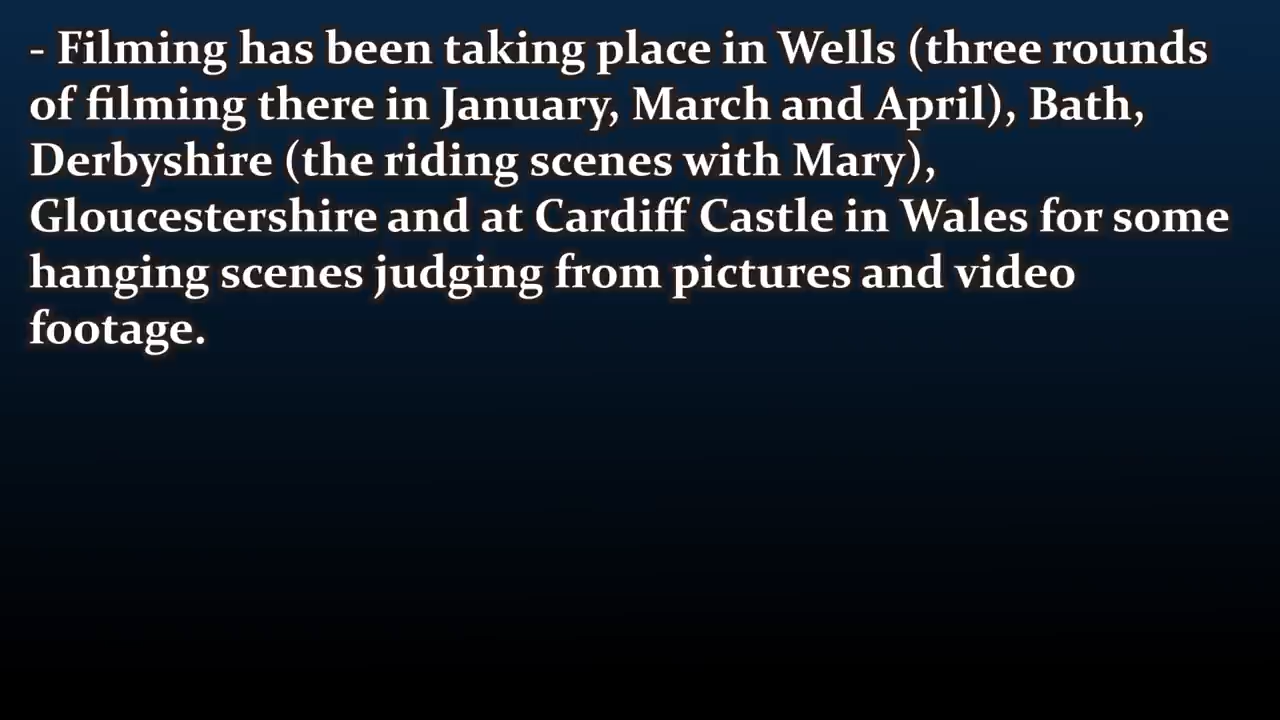 - Filming has been taking place in Wells (three rounds
of filming there in January, March and April), Bath,
Derbyshire (the riding scenes with Mary),
Gloucestershire and at Cardiff Castle in Wales for some
hanging scenes judging from pictures and video
footage.